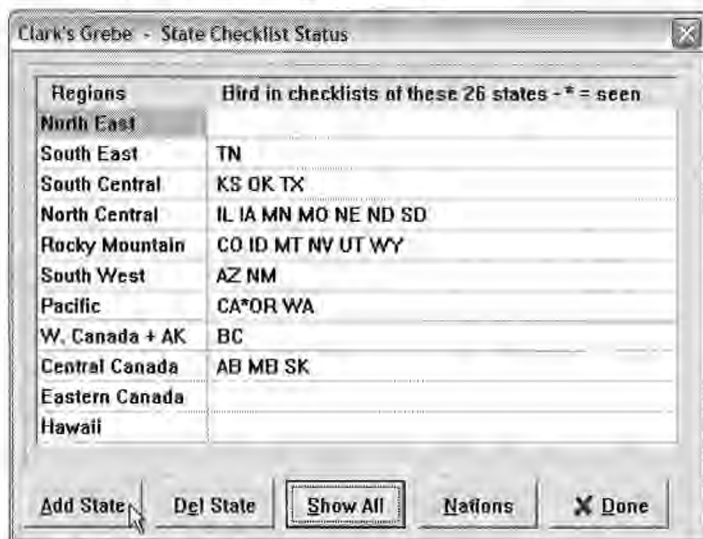 Clark's Grebe - State Checklist Status
Regions Bird in checklists of these 26 states - * = seen
North East
South East TN
South Central KS OK TX
North Central IL IA MN MO NE ND SD
Rocky Mountain CO ID MT NV UT WY
South West AZ NM
Pacific CA*OR WA
W. Canada + AK BC
Central Canada AB MB SK
Eastern Canada
Hawaii
Add State Del State Show All Nations X Done